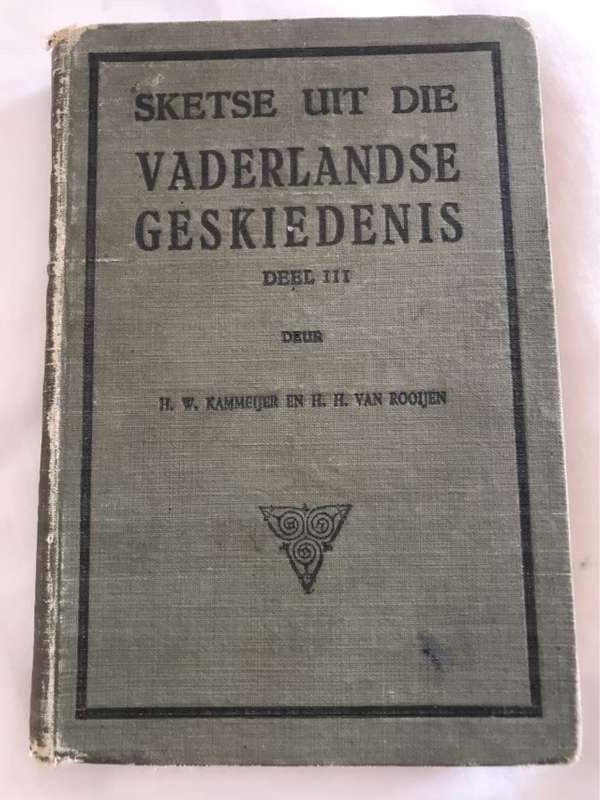 SKETSE UIT DIE
VADERLANDSE
GESKIEDENIS
DEEL III
DEUR
H. W. KAMMEIJER EN H. H. VAN ROOIJEN